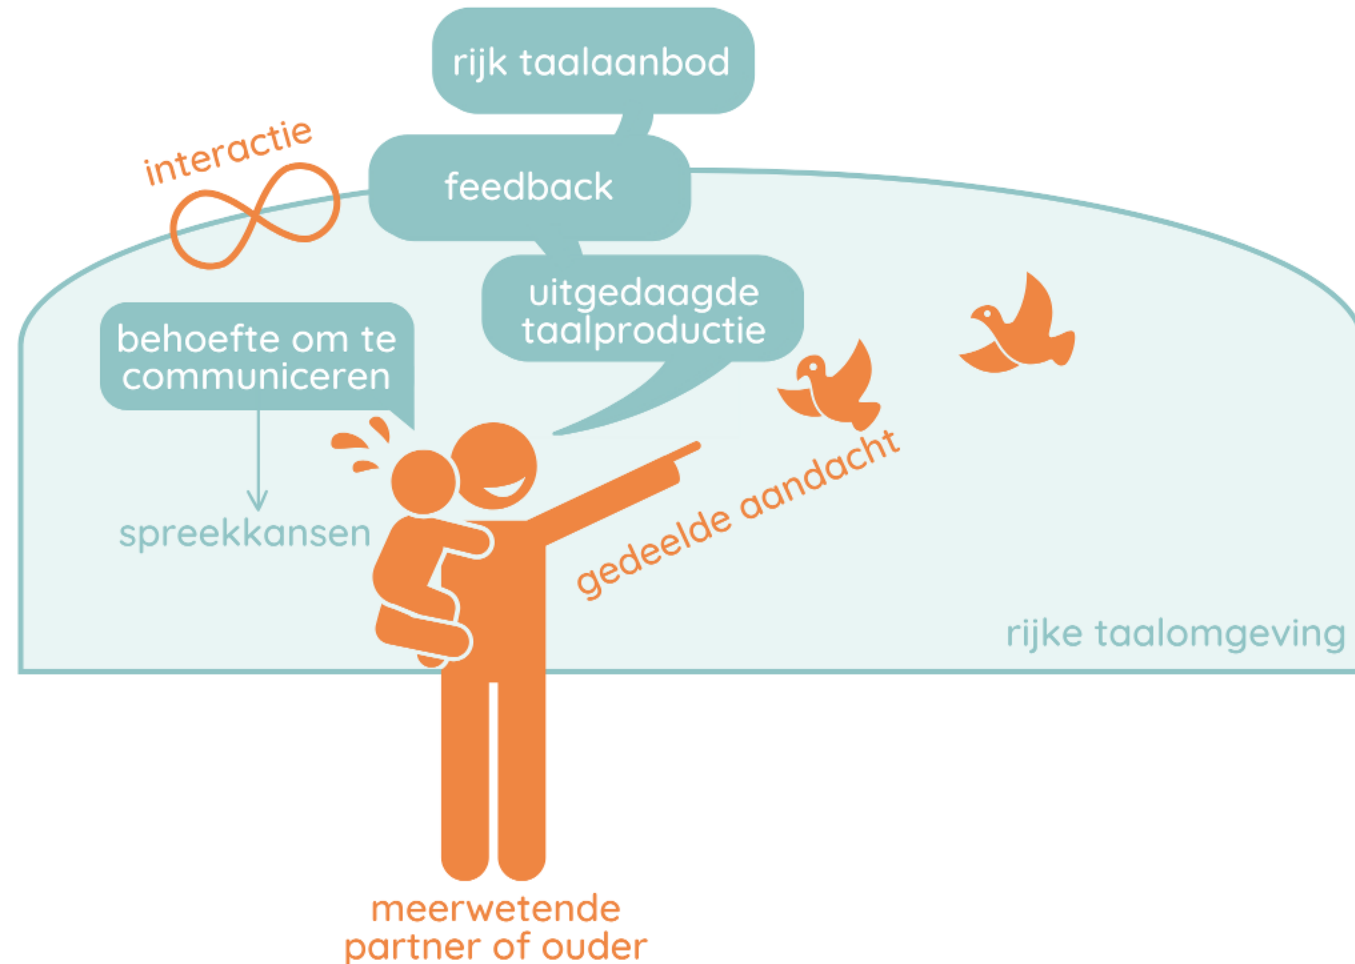 rijk taalaanbod
interactie
feedback
uitgedaagde
taalproductie
behoefte om te
communiceren
spreekkansen
gedeelde aandacht
rijke taalomgeving
meerwetende
partner of ouder